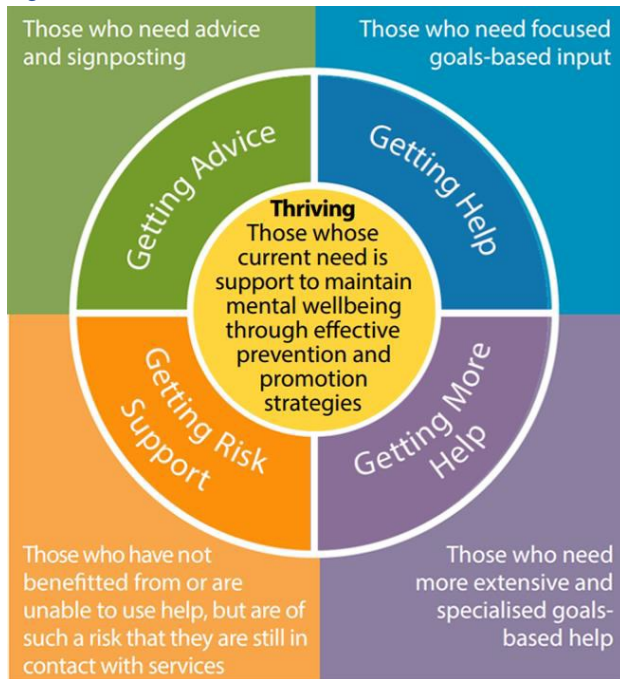 Those who need advice
and signposting
Those who need focused
goals-based input
Getting Advice
Getting Help
Thriving
Those whose
current need is
support to maintain
mental wellbeing
through effective
prevention and
promotion
strategies
Getting Risk
Support
Getting More
Help
Those who have not
benefitted from or are
unable to use help, but are of
such a risk that they are still in
contact with services
Those who need
more extensive and
specialised goals-
based help